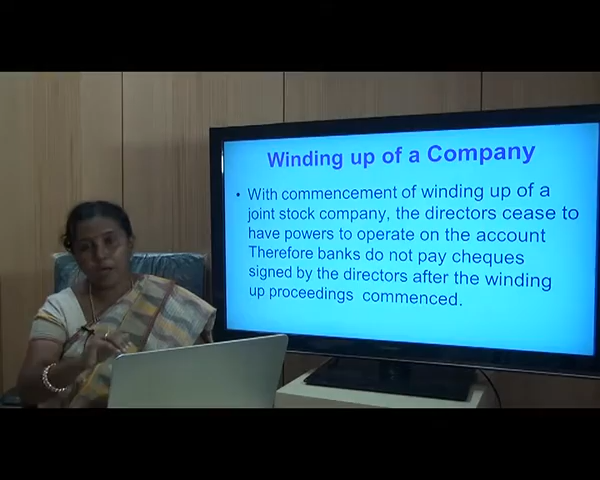 Winding up of a Company
• With commencement of winding up of a
joint stock company, the directors cease to
have powers to operate on the account
Therefore banks do not pay cheques
signed by the directors after the winding
up proceedings commenced.